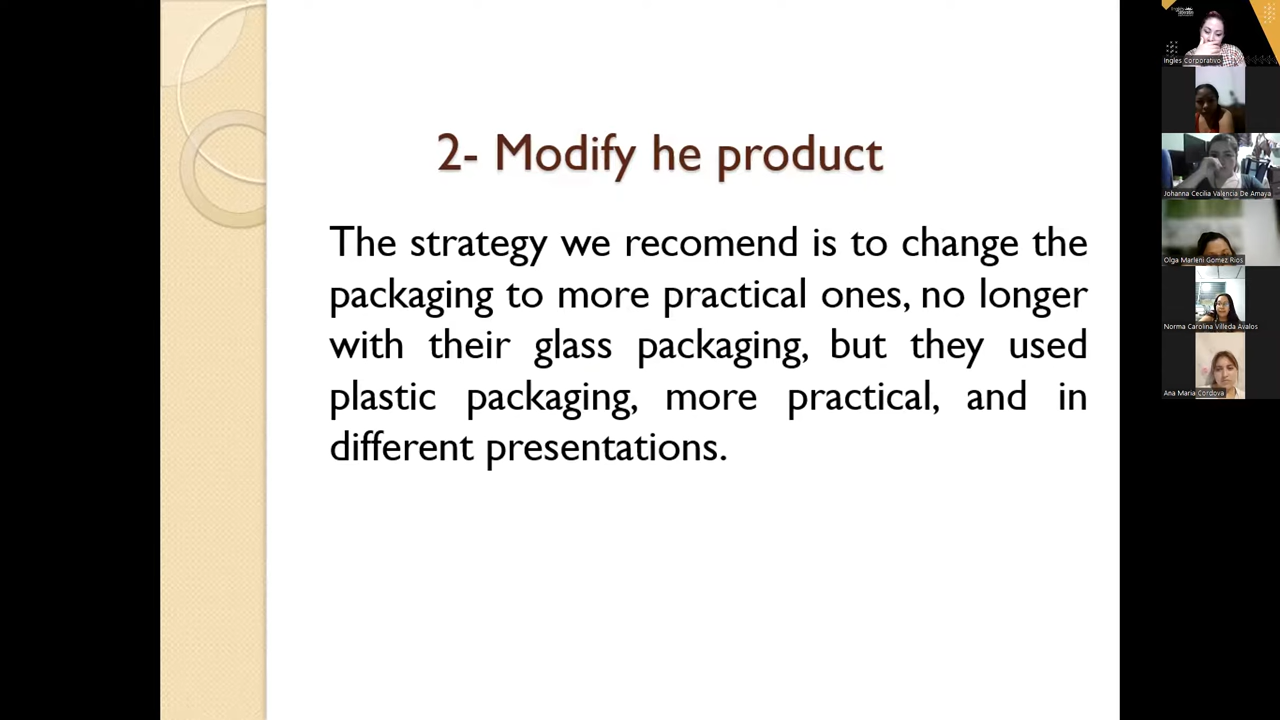 2- Modify he product
The strategy we recomend is to change the
packaging to more practical ones, no longer
with their glass packaging, but they used
plastic packaging, more practical, and in
different presentations.
Ingles Corporativo
Johanna Cecilia Valencia De Amaya
Olga Marleni Gomez Rios
Norma Carolina Villeda Avalos
Ana Maria Cordova